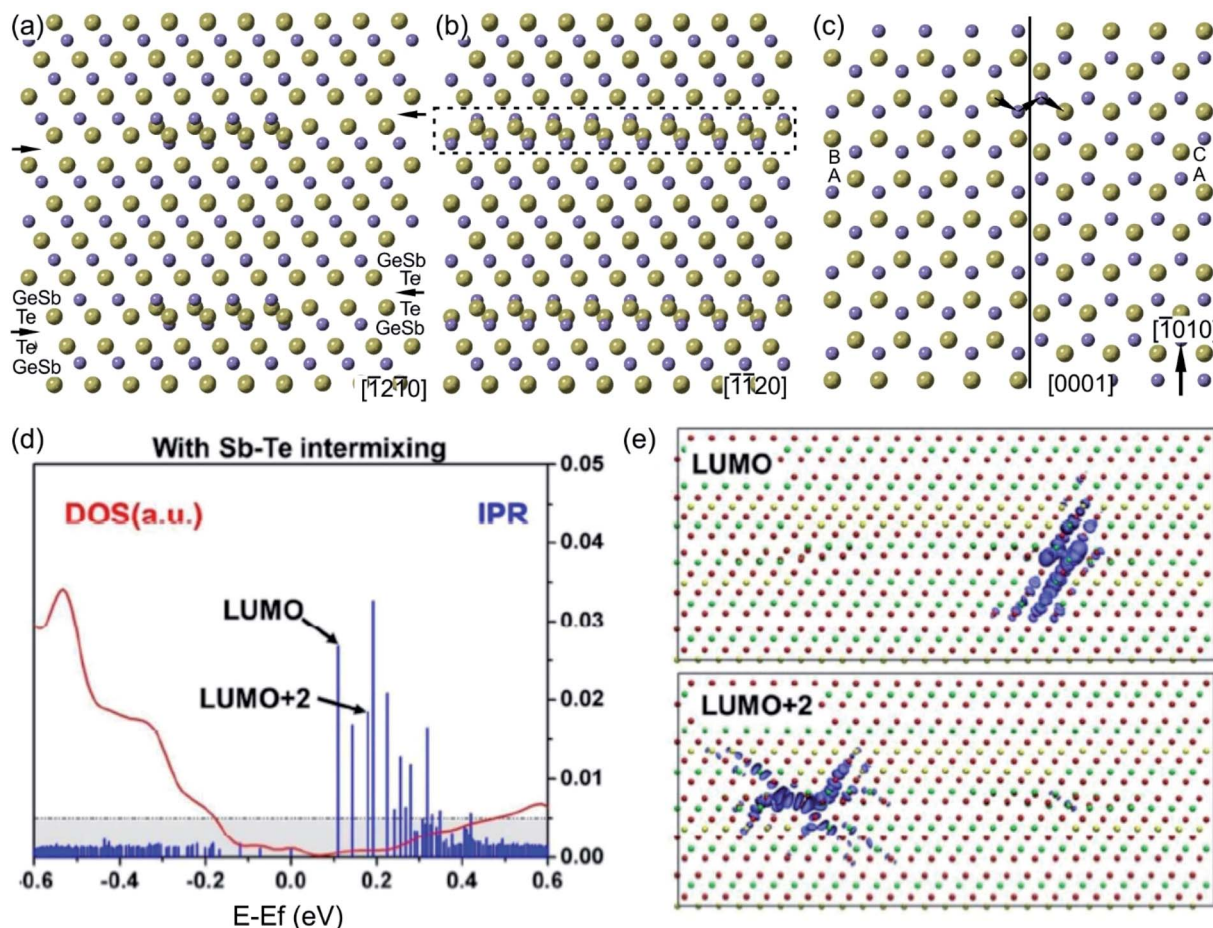 (a)
GeSb
Te
Te
GeSb
GeSb
Te
Te
GeSb
[1̅21̅0]
(b)
[1̅1̅20]
(c)
B
A
C
A
[1̅010]
[0001]
(d)
With Sb-Te intermixing
DOS(a.u.)
IPR
LUMO
LUMO+2
0.05
0.04
0.03
0.02
0.01
0.00
-0.6
-0.4
-0.2
0.0
0.2
0.4
0.6
E-Ef (eV)
(e)
LUMO
LUMO+2